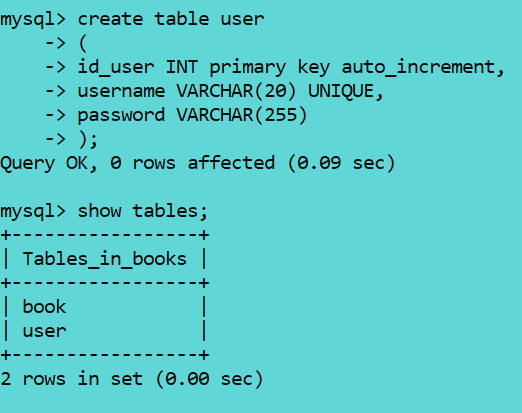 mysql> create table user
    -> (
    -> id_user INT primary key auto_increment,
    -> username VARCHAR(20) UNIQUE,
    -> password VARCHAR(255)
    -> );
Query OK, 0 rows affected (0.09 sec)

mysql> show tables;
+-----------------+
| Tables_in_books |
+-----------------+
| book            |
| user            |
+-----------------+
2 rows in set (0.00 sec)